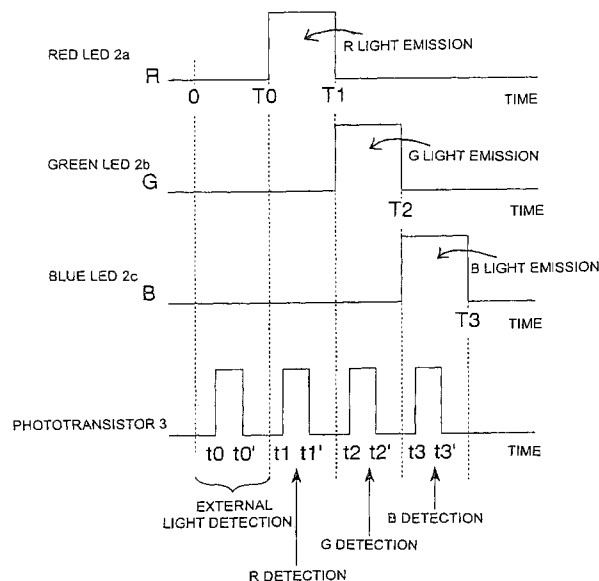 RED LED 2a
R
R LIGHT EMISSION
0 T0 T1 TIME
GREEN LED 2b
G
G LIGHT EMISSION
T2 TIME
BLUE LED 2c
B
B LIGHT EMISSION
T3 TIME
PHOTOTRANSISTOR 3
t0 t0' t1 t1' t2 t2' t3 t3' TIME
EXTERNAL
LIGHT DETECTION
B DETECTION
G DETECTION
R DETECTION